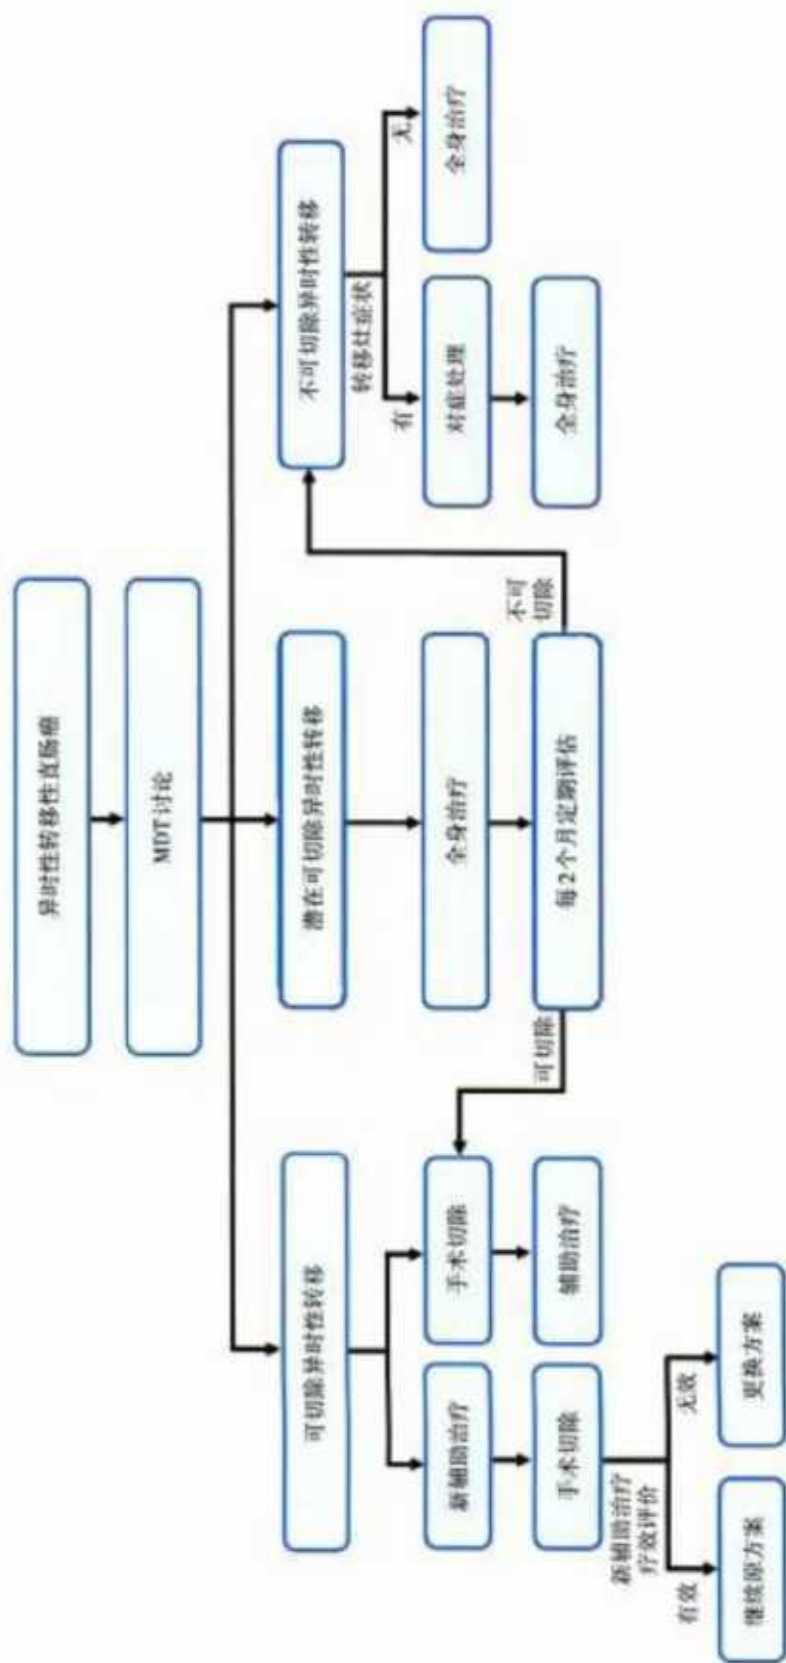 异时性转移性直肠癌
MDT 讨论
可切除异时性转移
潜在可切除异时性转移
不可切除异时性转移
转移灶症状
有
无
新辅助治疗
手术切除
全身治疗
对症处理
全身治疗
手术切除
辅助治疗
可切除
每 2 个月定期评估
不可
切除
全身治疗
新辅助治疗
疗效评价
有效
无效
继续原方案
更换方案